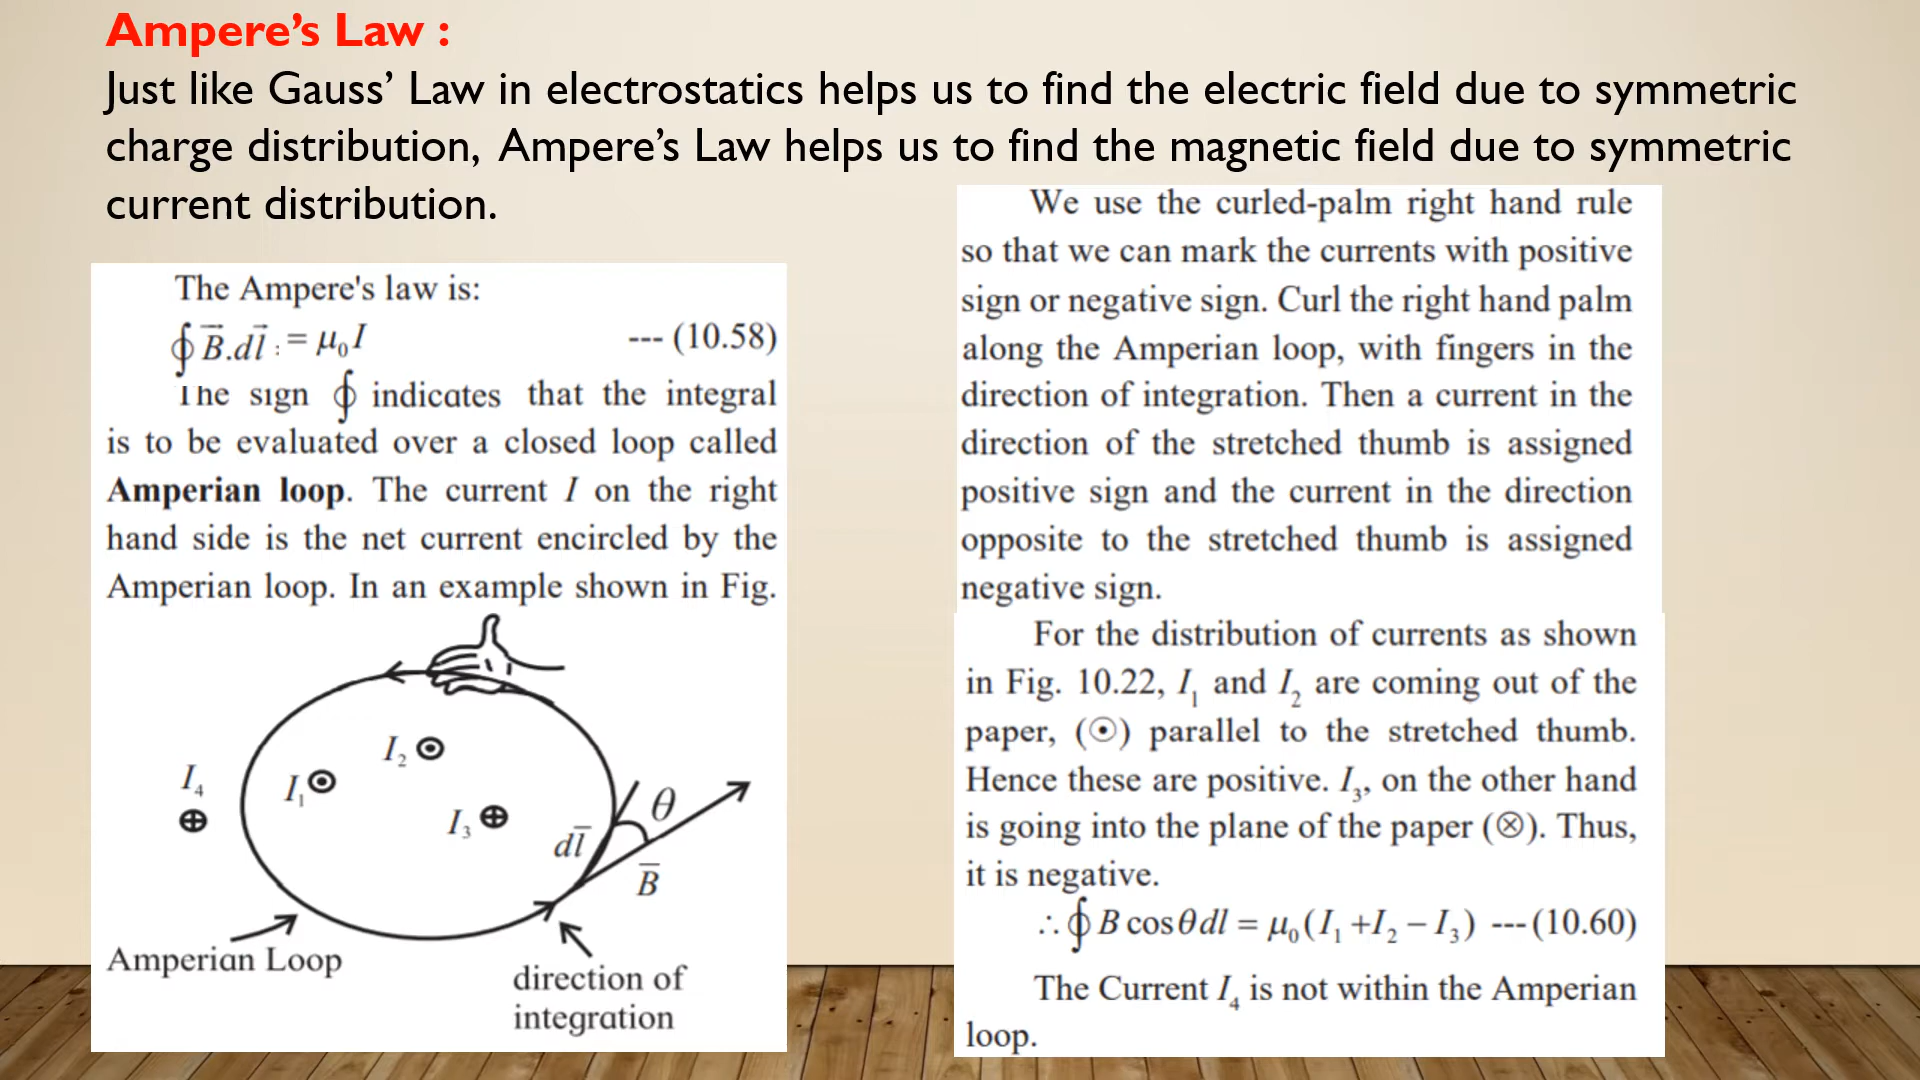 Ampere’s Law :
Just like Gauss’ Law in electrostatics helps us to find the electric field due to symmetric
charge distribution, Ampere’s Law helps us to find the magnetic field due to symmetric
current distribution.
The Ampere's law is:
∮ B⃗.dl⃗ = μ₀I --- (10.58)
The sign ∮ indicates that the integral
is to be evaluated over a closed loop called
Amperian loop. The current I on the right
hand side is the net current encircled by the
Amperian loop. In an example shown in Fig.
I₂ ⊙
I₄
I₁ ⊙
θ
I₃ ⊕
⊕
dl̅
B̅
Amperian Loop
direction of
integration
We use the curled-palm right hand rule
so that we can mark the currents with positive
sign or negative sign. Curl the right hand palm
along the Amperian loop, with fingers in the
direction of integration. Then a current in the
direction of the stretched thumb is assigned
positive sign and the current in the direction
opposite to the stretched thumb is assigned
negative sign.
For the distribution of currents as shown
in Fig. 10.22, I₁ and I₂ are coming out of the
paper, (⊙) parallel to the stretched thumb.
Hence these are positive. I₃, on the other hand
is going into the plane of the paper (⊗). Thus,
it is negative.
∴ ∮ B cosθ dl = μ₀ (I₁ +I₂ − I₃) ---(10.60)
The Current I₄ is not within the Amperian
loop.